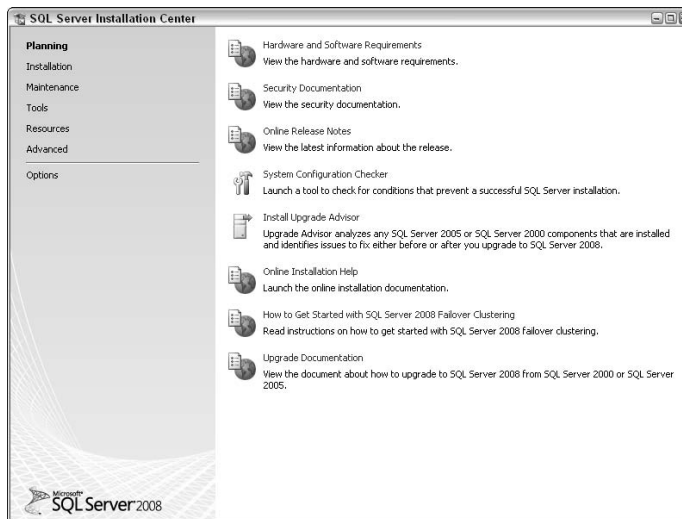 SQL Server Installation Center
Planning
Installation
Maintenance
Tools
Resources
Advanced
Options
Hardware and Software Requirements
View the hardware and software requirements.
Security Documentation
View the security documentation.
Online Release Notes
View the latest information about the release.
System Configuration Checker
Launch a tool to check for conditions that prevent a successful SQL Server installation.
Install Upgrade Advisor
Upgrade Advisor analyzes any SQL Server 2005 or SQL Server 2000 components that are installed
and identifies issues to fix either before or after you upgrade to SQL Server 2008.
Online Installation Help
Launch the online installation documentation.
How to Get Started with SQL Server 2008 Failover Clustering
Read instructions on how to get started with SQL Server 2008 failover clustering.
Upgrade Documentation
View the document about how to upgrade to SQL Server 2008 from SQL Server 2000 or SQL Server
2005.
Microsoft
SQL Server 2008